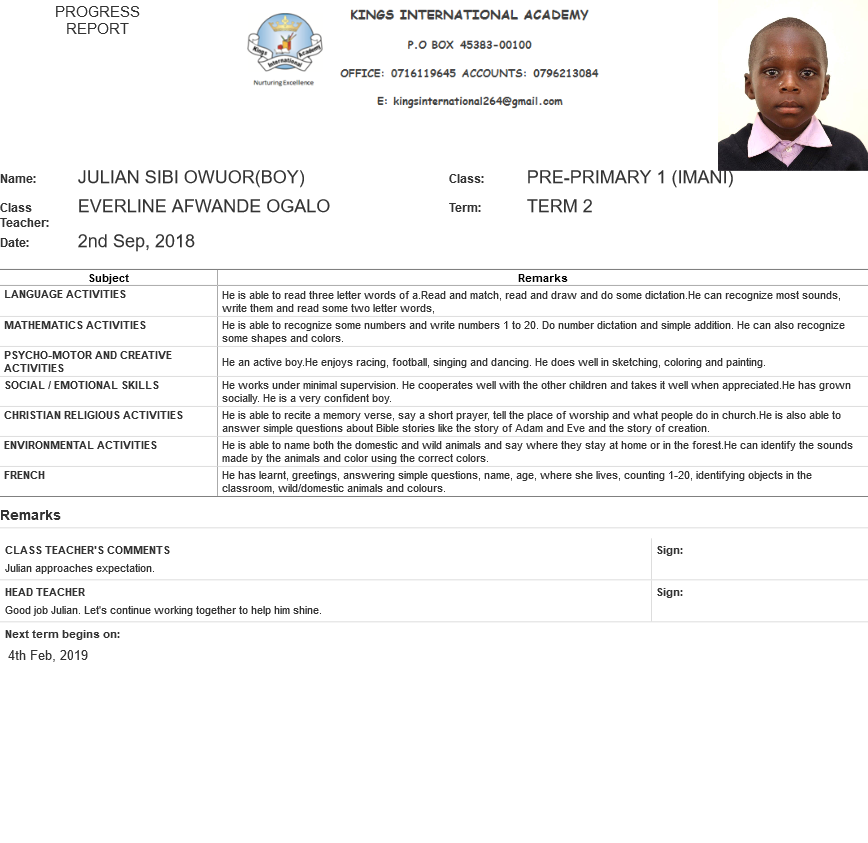 PROGRESS
REPORT
Kings International Academy
Nurturing Excellence
KINGS INTERNATIONAL ACADEMY
P.O BOX 45383-00100
OFFICE: 0716119645 ACCOUNTS: 0796213084
E: kingsinternational264@gmail.com
Name: JULIAN SIBI OWUOR(BOY) Class: PRE-PRIMARY 1 (IMANI)
Class Teacher: EVERLINE AFWANDE OGALO Term: TERM 2
Date: 2nd Sep, 2018
Subject Remarks
LANGUAGE ACTIVITIES
He is able to read three letter words of a.Read and match, read and draw and do some dictation.He can recognize most sounds,
write them and read some two letter words,
MATHEMATICS ACTIVITIES
He is able to recognize some numbers and write numbers 1 to 20. Do number dictation and simple addition. He can also recognize
some shapes and colors.
PSYCHO-MOTOR AND CREATIVE
ACTIVITIES
He an active boy.He enjoys racing, football, singing and dancing. He does well in sketching, coloring and painting.
SOCIAL / EMOTIONAL SKILLS
He works under minimal supervision. He cooperates well with the other children and takes it well when appreciated.He has grown
socially. He is a very confident boy.
CHRISTIAN RELIGIOUS ACTIVITIES
He is able to recite a memory verse, say a short prayer, tell the place of worship and what people do in church.He is also able to
answer simple questions about Bible stories like the story of Adam and Eve and the story of creation.
ENVIRONMENTAL ACTIVITIES
He is able to name both the domestic and wild animals and say where they stay at home or in the forest.He can identify the sounds
made by the animals and color using the correct colors.
FRENCH
He has learnt, greetings, answering simple questions, name, age, where she lives, counting 1-20, identifying objects in the
classroom, wild/domestic animals and colours.
Remarks
CLASS TEACHER'S COMMENTS Sign:
Julian approaches expectation.
HEAD TEACHER Sign:
Good job Julian. Let's continue working together to help him shine.
Next term begins on:
4th Feb, 2019